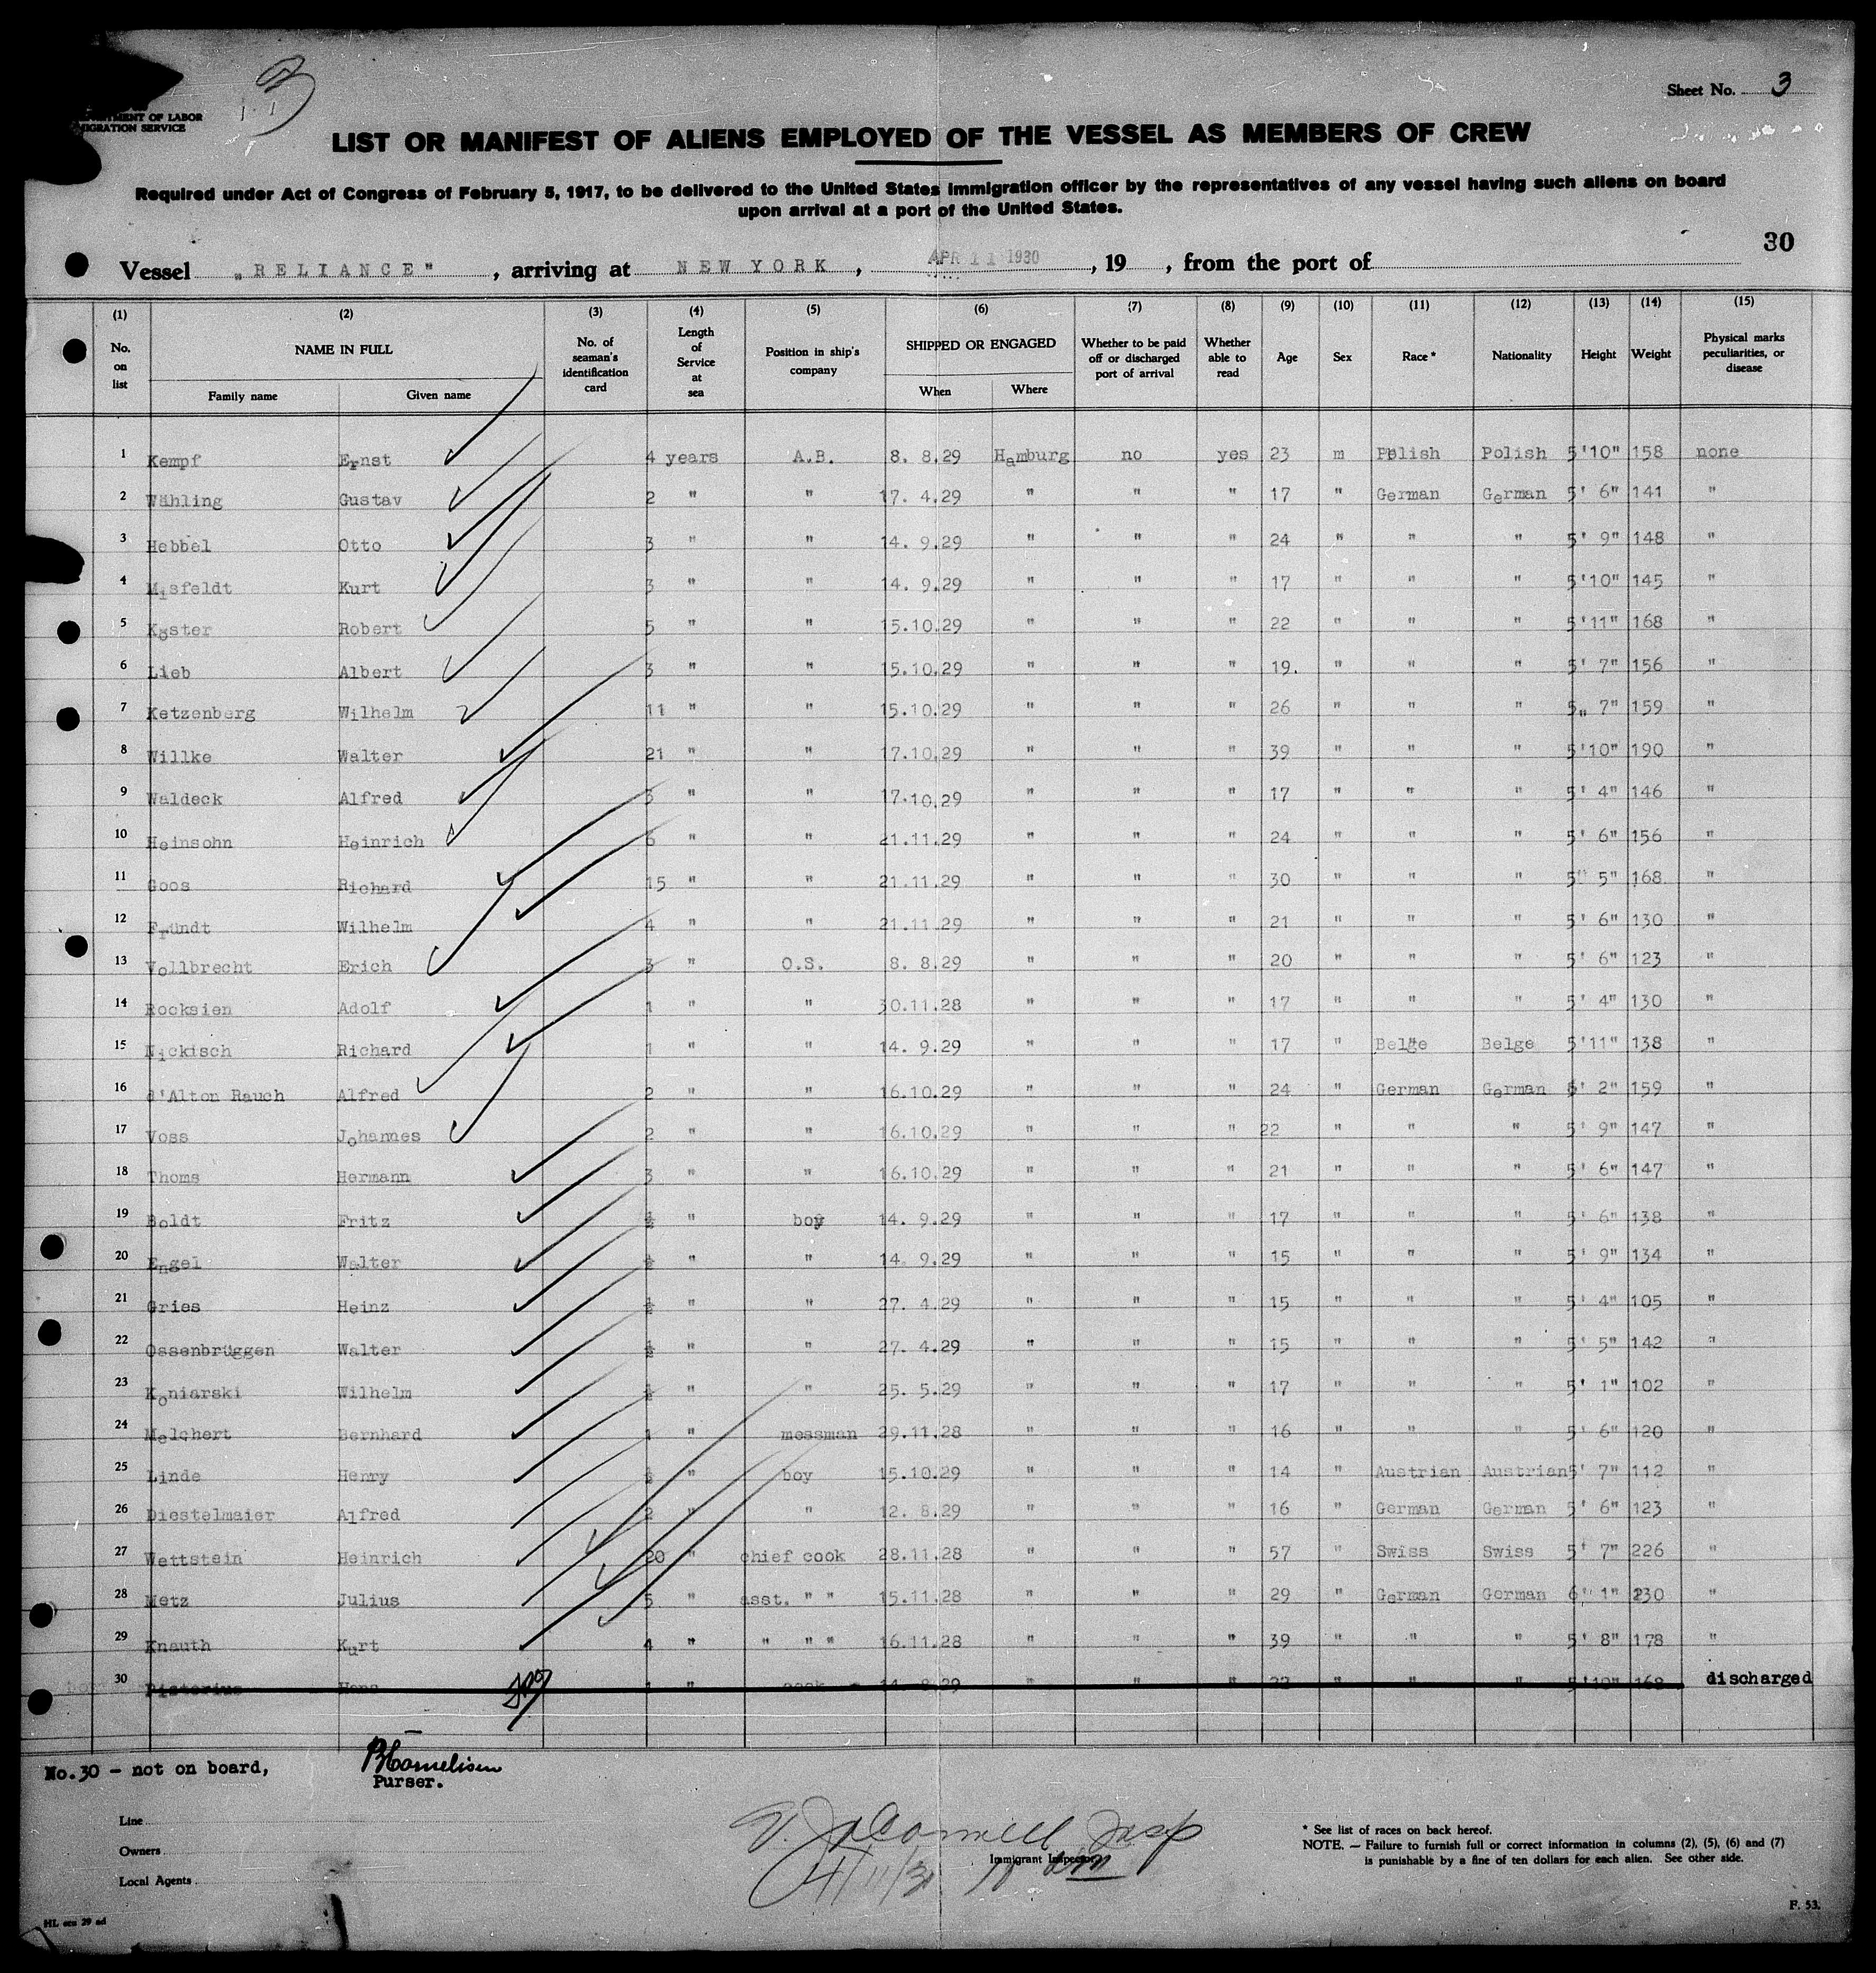 3
Sheet No. 3
DEPARTMENT OF LABOR
IMMIGRATION SERVICE
LIST OR MANIFEST OF ALIENS EMPLOYED OF THE VESSEL AS MEMBERS OF CREW
Required under Act of Congress of February 5, 1917, to be delivered to the United States immigration officer by the representatives of any vessel having such aliens on board
upon arrival at a port of the United States.
30
Vessel "RELIANCE", arriving at NEW YORK, APR 11 1930, 19 , from the port of
(1) (2) (3) (4) (5) (6) (7) (8) (9) (10) (11) (12) (13) (14) (15)
No. on list NAME IN FULL Family name Given name No. of seaman's identification card Length of Service at sea Position in ship's company SHIPPED OR ENGAGED When Where Whether to be paid off or discharged port of arrival Whether able to read Age Sex Race* Nationality Height Weight Physical marks peculiarities, or disease
1 Kempf Ernst 4 years A.B. 8. 8.29 Hamburg no yes 23 m Polish Polish 5'10" 158 none
2 Wähling Gustav 2 " " 17. 4.29 " " " 17 " German German 5' 6" 141 "
3 Hebbel Otto 3 " " 14. 9.29 " " " 24 " " " 5' 9" 148 "
4 Misfeldt Kurt 3 " " 14. 9.29 " " " 17 " " " 5'10" 145 "
5 Köster Robert 5 " " 15.10.29 " " " 22 " " " 5'11" 168 "
6 Lieb Albert 3 " " 15.10.29 " " " 19. " " " 5' 7" 156 "
7 Ketzenberg Wilhelm 11 " " 15.10.29 " " " 26 " " " 5" 7" 159 "
8 Willke Walter 21 " " 17.10.29 " " " 39 " " " 5'10" 190 "
9 Waldeck Alfred 3 " " 17.10.29 " " " 17 " " " 5' 4" 146 "
10 Heinsohn Heinrich 6 " " 21.11.29 " " " 24 " " " 5' 6" 156 "
11 Goos Richard 15 " " 21.11.29 " " " 30 " " " 5" 5" 168 "
12 Fründt Wilhelm 4 " " 21.11.29 " " " 21 " " " 5' 6" 130 "
13 Vollbrecht Erich 3 " O.S. 8. 8.29 " " " 20 " " " 5' 6" 123 "
14 Rocksien Adolf 1 " " 30.11.28 " " " 17 " " " 5' 4" 130 "
15 Nickisch Richard 1 " " 14. 9.29 " " " 17 " Belge Belge 5'11" 138 "
16 d'Alton Rauch Alfred 2 " " 16.10.29 " " " 24 " German German 5' 2" 159 "
17 Voss Johannes 2 " " 16.10.29 " " " 22 " " " 5' 9" 147 "
18 Thoms Hermann 3 " " 16.10.29 " " " 21 " " " 5' 6" 147 "
19 Boldt Fritz ½ " boy 14. 9.29 " " " 17 " " " 5' 6" 138 "
20 Engel Walter ½ " " 14. 9.29 " " " 15 " " " 5' 9" 134 "
21 Gries Heinz ½ " " 27. 4.29 " " " 15 " " " 5' 4" 105 "
22 Ossenbrüggen Walter ½ " " 27. 4.29 " " " 15 " " " 5' 5" 142 "
23 Koniarski Wilhelm ½ " " 25. 5.29 " " " 17 " " " 5' 1" 102 "
24 Melchert Bernhard 1 " messman 29.11.28 " " " 16 " " " 5' 6" 120 "
25 Linde Henry ½ " boy 15.10.29 " " " 14 " Austrian Austrian 5' 7" 112 "
26 Diestelmaier Alfred 2 " " 12. 8.29 " " " 16 " German German 5' 6" 123 "
27 Wettstein Heinrich 20 " chief cook 28.11.28 " " " 57 " Swiss Swiss 5' 7" 226 "
28 Metz Julius 5 " asst. " " 15.11.28 " " " 29 " German German 6' 1" 230 "
29 Knauth Kurt 4 " " " " 16.11.28 " " " 39 " " " 5' 8" 178 "
30 Pistorius Hans 1 " cook 14. 8.29 " " " 22 " " " 5'10" 168 discharged
No.30 - not on board,
Purser.
Line
Owners
Local Agents
Immigrant Inspector
4/11/30
* See list of races on back hereof.
NOTE. — Failure to furnish full or correct information in columns (2), (5), (6) and (7)
is punishable by a fine of ten dollars for each alien. See other side.
F. 53.